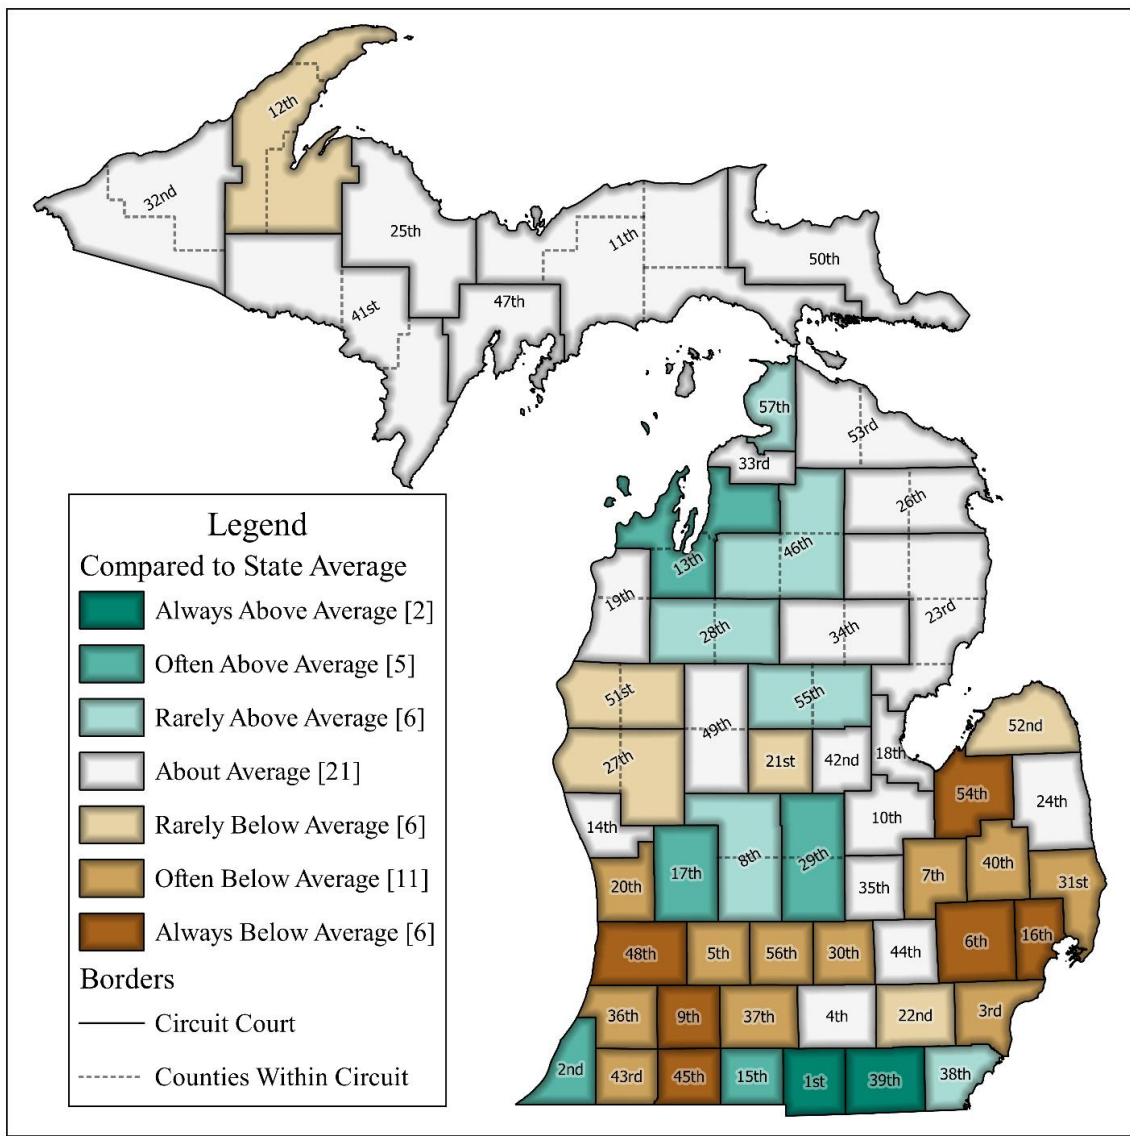 12th
32nd
25th
11th
50th
41st
47th
57th
53rd
33rd
26th
46th
13th
19th
23rd
28th
34th
51st
55th
49th
52nd
27th
21st
42nd
18th
54th
24th
14th
10th
8th
29th
17th
35th
7th
40th
31st
20th
48th
5th
56th
30th
44th
6th
16th
36th
9th
37th
4th
22nd
3rd
2nd
43rd
45th
15th
1st
39th
38th
Legend
Compared to State Average
Always Above Average [2]
Often Above Average [5]
Rarely Above Average [6]
About Average [21]
Rarely Below Average [6]
Often Below Average [11]
Always Below Average [6]
Borders
Circuit Court
Counties Within Circuit